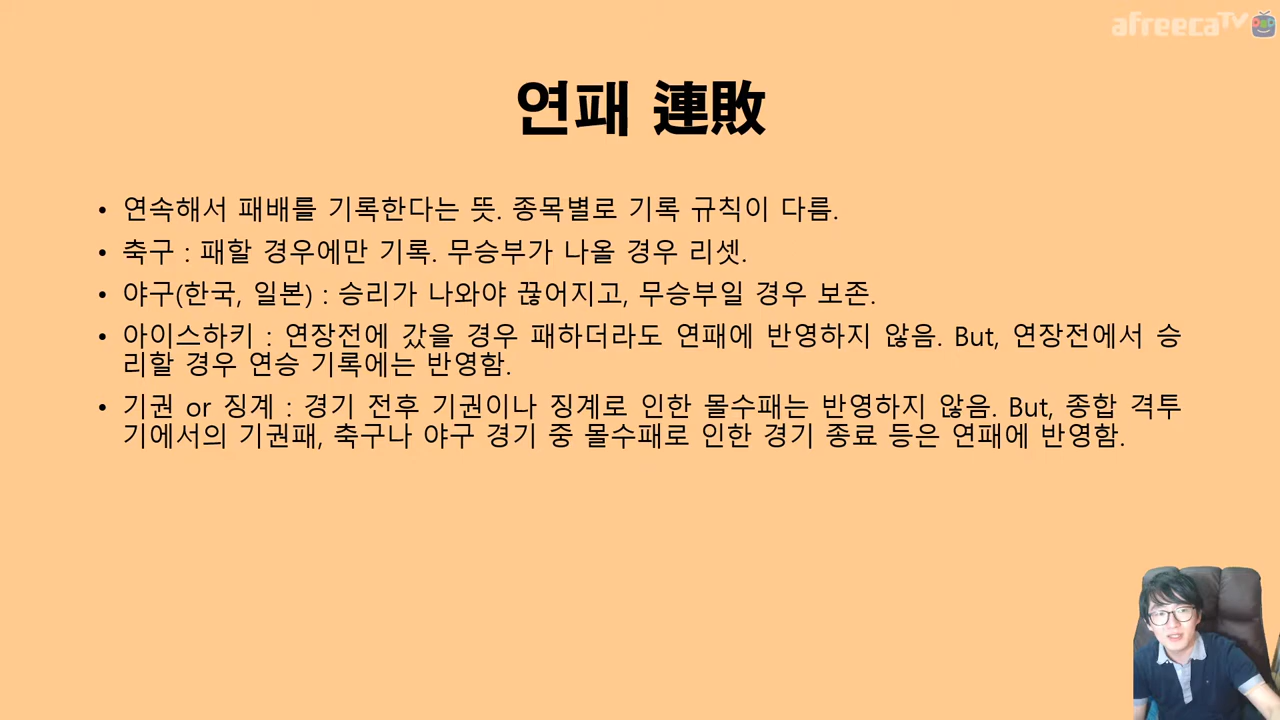 afreecaTV
연패 連敗
• 연속해서 패배를 기록한다는 뜻. 종목별로 기록 규칙이 다름.
• 축구 : 패할 경우에만 기록. 무승부가 나올 경우 리셋.
• 야구(한국, 일본) : 승리가 나와야 끊어지고, 무승부일 경우 보존.
• 아이스하키 : 연장전에 갔을 경우 패하더라도 연패에 반영하지 않음. But, 연장전에서 승
리할 경우 연승 기록에는 반영함.
• 기권 or 징계 : 경기 전후 기권이나 징계로 인한 몰수패는 반영하지 않음. But, 종합 격투
기에서의 기권패, 축구나 야구 경기 중 몰수패로 인한 경기 종료 등은 연패에 반영함.